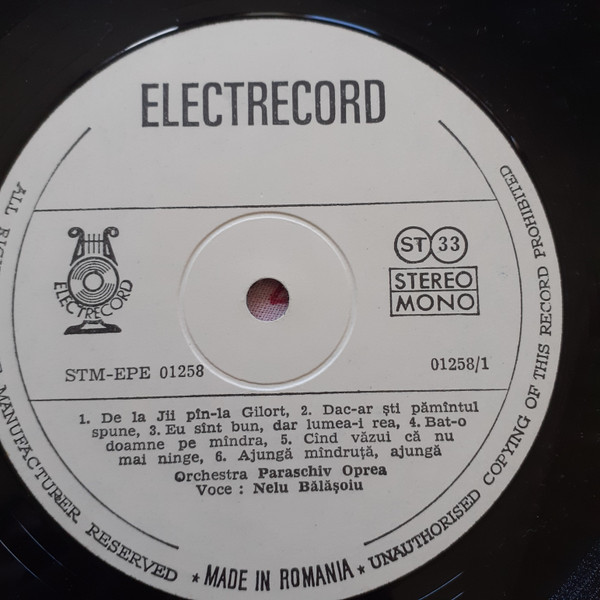 ELECTRECORD
ST 33
STEREO
MONO
ELECTRECORD
STM-EPE 01258
01258/1
1. De la Jii pîn-la Gilort, 2. Dac-ar ști pămîntul
spune, 3. Eu sînt bun, dar lumea-i rea, 4. Bat-o
doamne pe mîndra, 5. Cînd văzui că nu
mai ninge, 6. Ajungă mîndruță, ajungă
Orchestra Paraschiv Oprea
Voce : Nelu Bălășoiu
ALL
MANUFACTURER RESERVED ★ MADE IN ROMANIA ★ UNAUTHORISED COPYING OF THIS RECORD PROHIBITED